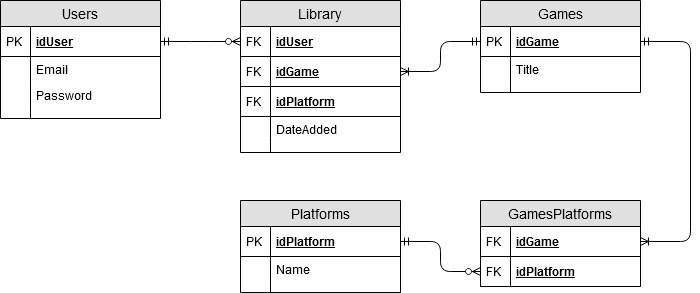 Users
PK idUser
Email
Password
Library
FK idUser
FK idGame
FK idPlatform
DateAdded
Games
PK idGame
Title
Platforms
PK idPlatform
Name
GamesPlatforms
FK idGame
FK idPlatform